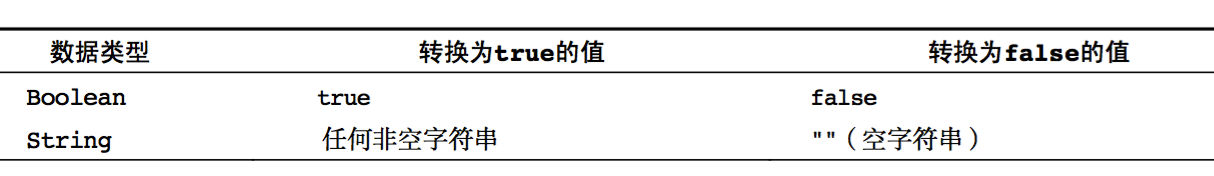 数据类型 转换为true的值 转换为false的值
Boolean true false
String 任何非空字符串 ""(空字符串)